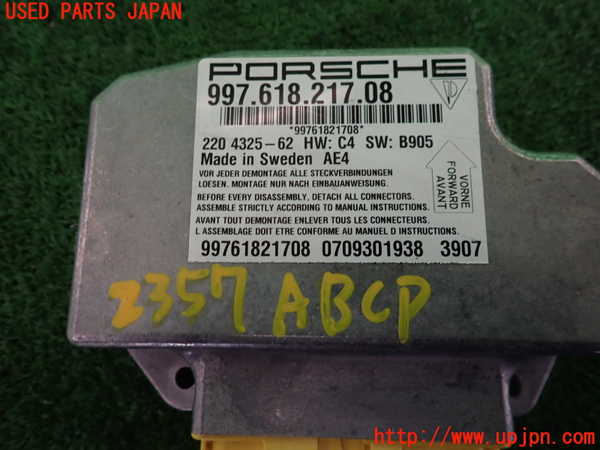 USED PARTS JAPAN
PORSCHE
997.618.217.08
*99761821708*
220 4325-62 HW: C4 SW: B905
Made in Sweden AE4
VOR JEDER DEMONTAGE ALLE STECKVERBINDUNGEN
LOESEN. MONTAGE NUR NACH EINBAUANWEISUNG.
BEFORE EVERY DISASSEMBLY, DETACH ALL CONNECTORS.
ASSEMBLE STRICTLY ACCORDING TO MANUAL INSTRUCTIONS.
AVANT TOUT DEMONTAGE ENLEVER TOUS LES CONNECTEURS.
L ASSEMBLAGE DOIT ETRE CONFORME AU MANUEL D INSTRUCTIONS.
VORNE
FORWARD
AVANT
99761821708 0709301938 3907
2357 ABCP
http://www.upjpn.com/